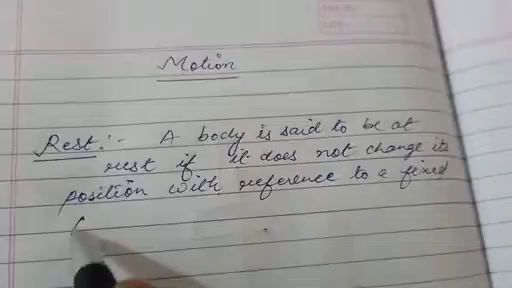 Motion
Rest :- A body is said to be at
rest if it does not change its
position with reference to a fixed